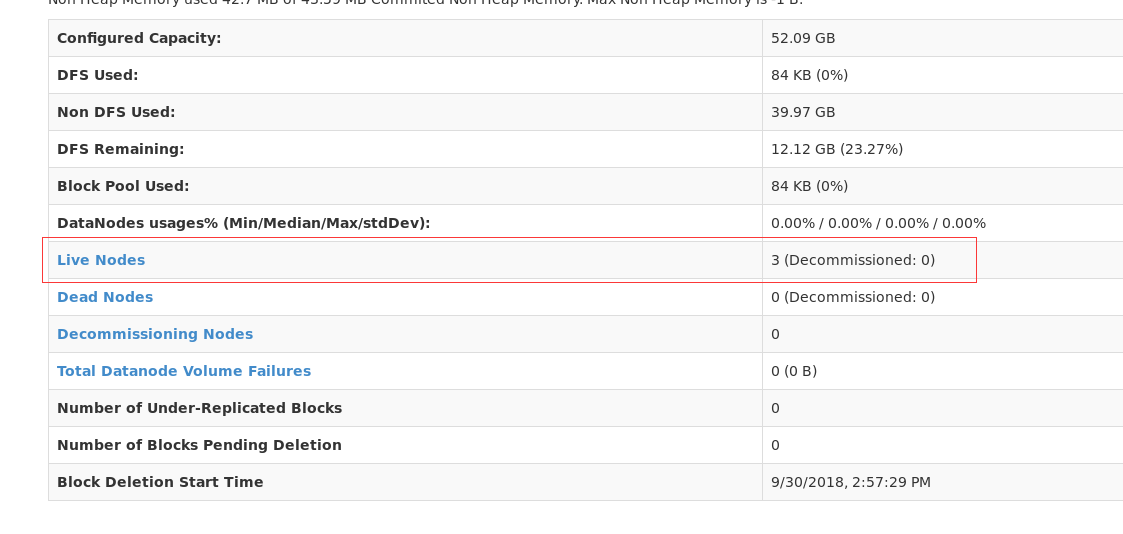 Non Heap Memory used 42.7 MB of 43.39 MB Commited Non Heap Memory. Max Non Heap Memory is -1 B.
Configured Capacity: 52.09 GB
DFS Used: 84 KB (0%)
Non DFS Used: 39.97 GB
DFS Remaining: 12.12 GB (23.27%)
Block Pool Used: 84 KB (0%)
DataNodes usages% (Min/Median/Max/stdDev): 0.00% / 0.00% / 0.00% / 0.00%
Live Nodes 3 (Decommissioned: 0)
Dead Nodes 0 (Decommissioned: 0)
Decommissioning Nodes 0
Total Datanode Volume Failures 0 (0 B)
Number of Under-Replicated Blocks 0
Number of Blocks Pending Deletion 0
Block Deletion Start Time 9/30/2018, 2:57:29 PM